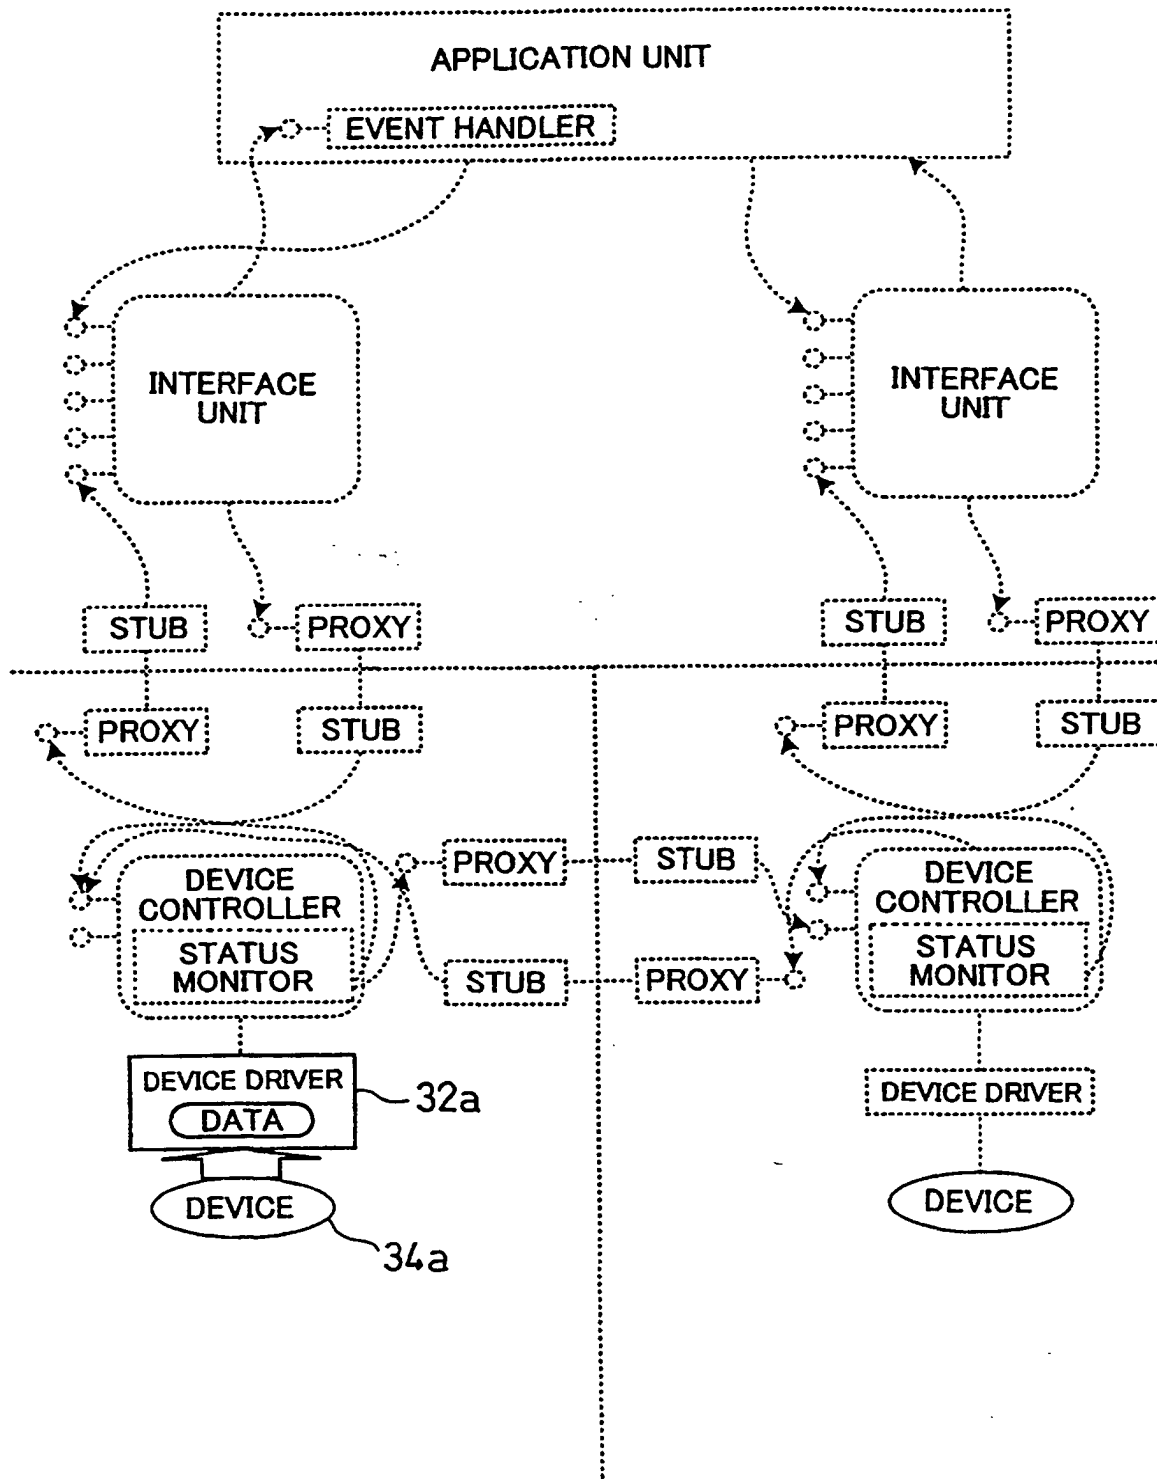 APPLICATION UNIT
EVENT HANDLER
INTERFACE
UNIT
INTERFACE
UNIT
STUB
PROXY
STUB
PROXY
PROXY
STUB
PROXY
STUB
DEVICE
CONTROLLER
STATUS
MONITOR
PROXY
STUB
STUB
PROXY
DEVICE
CONTROLLER
STATUS
MONITOR
DEVICE DRIVER
DATA
32a
DEVICE
34a
DEVICE DRIVER
DEVICE